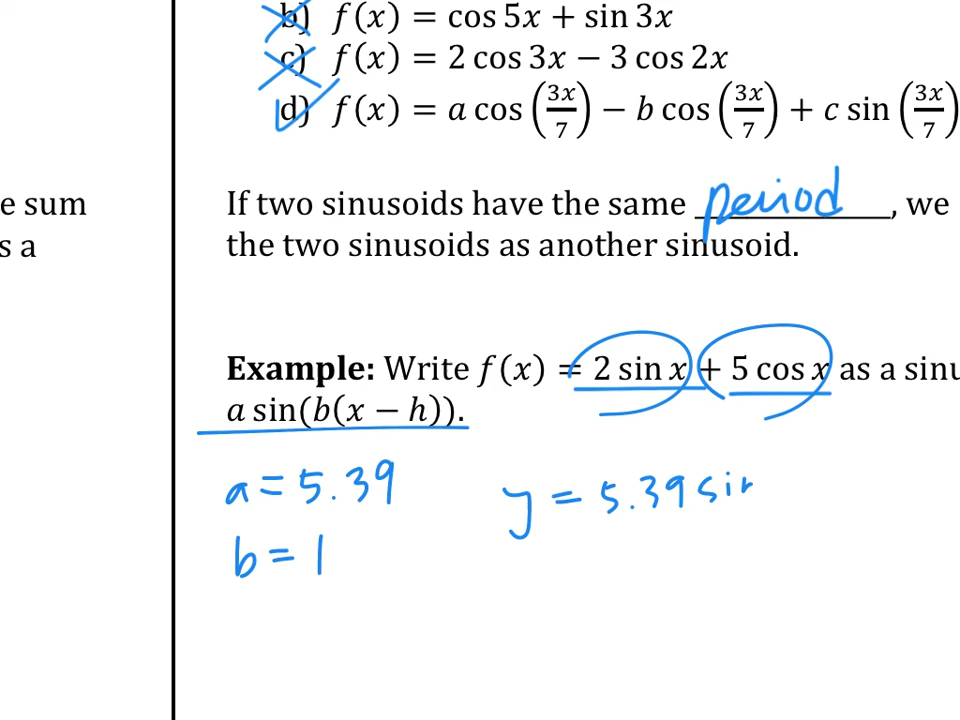 b) f(x) = cos 5x + sin 3x
c) f(x) = 2 cos 3x − 3 cos 2x
d) f(x) = a cos (3x/7) − b cos (3x/7) + c sin (3x/7)
e sum
s a
If two sinusoids have the same period, we
the two sinusoids as another sinusoid.
Example: Write f(x) = 2 sin x + 5 cos x as a sinu
a sin(b(x − h)).
a = 5.39
y = 5.39 sin
b = 1